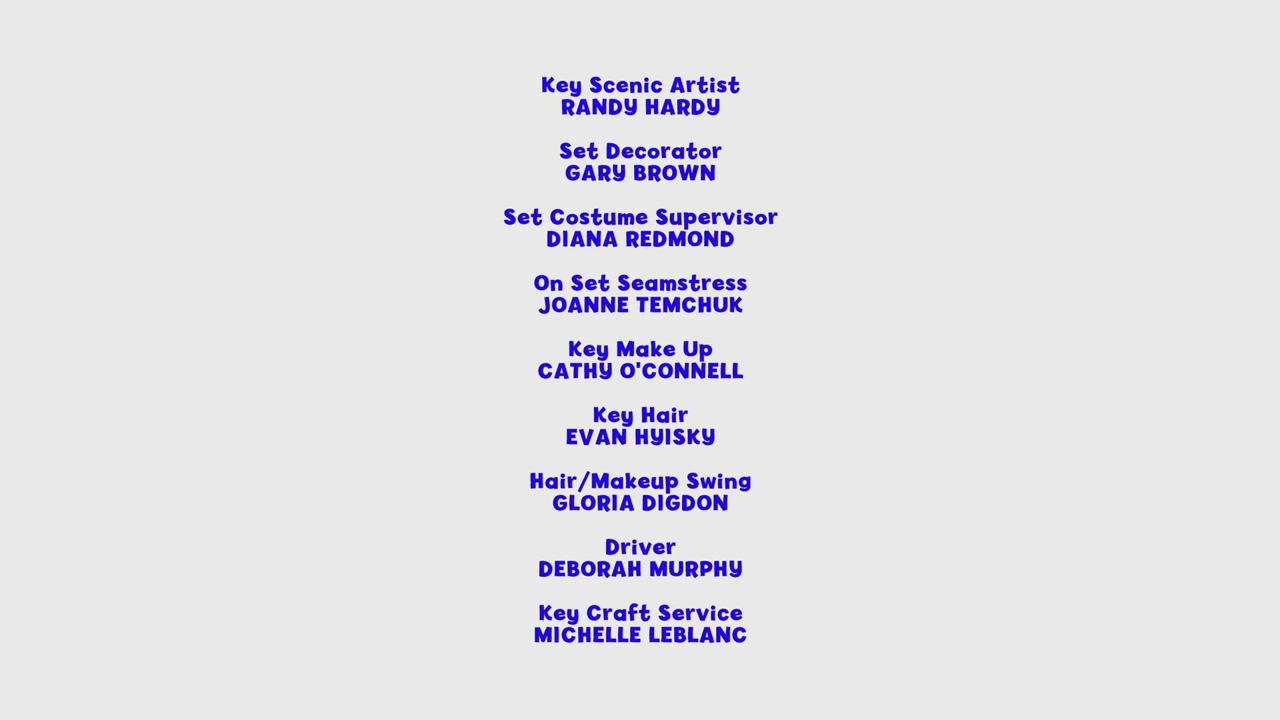 Key Scenic Artist
RANDY HARDY
Set Decorator
GARY BROWN
Set Costume Supervisor
DIANA REDMOND
On Set Seamstress
JOANNE TEMCHUK
Key Make Up
CATHY O'CONNELL
Key Hair
EVAN HYISKY
Hair/Makeup Swing
GLORIA DIGDON
Driver
DEBORAH MURPHY
Key Craft Service
MICHELLE LEBLANC